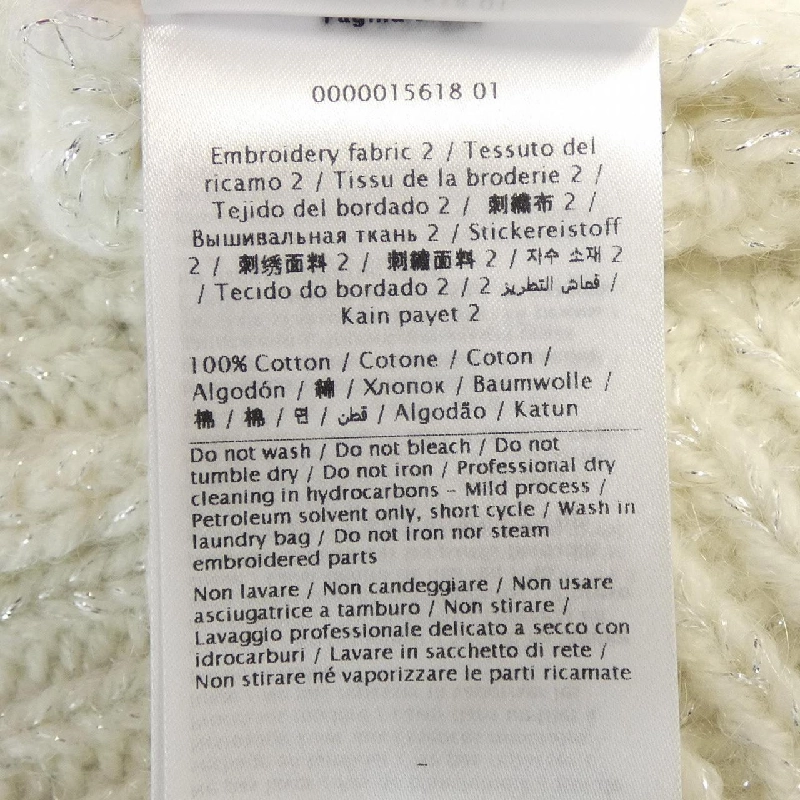 0000015618 01
Embroidery fabric 2 / Tessuto del
ricamo 2 / Tissu de la broderie 2 /
Tejido del bordado 2 / 刺繍布 2 /
Вышивальная ткань 2 / Stickereistoff
2 / 刺绣面料 2 / 刺繡面料 2 / 자수 소재 2
/ Tecido do bordado 2 / 2 قماش التطريز /
Kain payet 2
100% Cotton / Cotone / Coton /
Algodón / 綿 / Хлопок / Baumwolle /
棉 / 棉 / 면 / قطن / Algodão / Katun
Do not wash / Do not bleach / Do not
tumble dry / Do not iron / Professional dry
cleaning in hydrocarbons - Mild process /
Petroleum solvent only, short cycle / Wash in
laundry bag / Do not iron nor steam
embroidered parts
Non lavare / Non candeggiare / Non usare
asciugatrice a tamburo / Non stirare /
Lavaggio professionale delicato a secco con
idrocarburi / Lavare in sacchetto di rete /
Non stirare né vaporizzare le parti ricamate